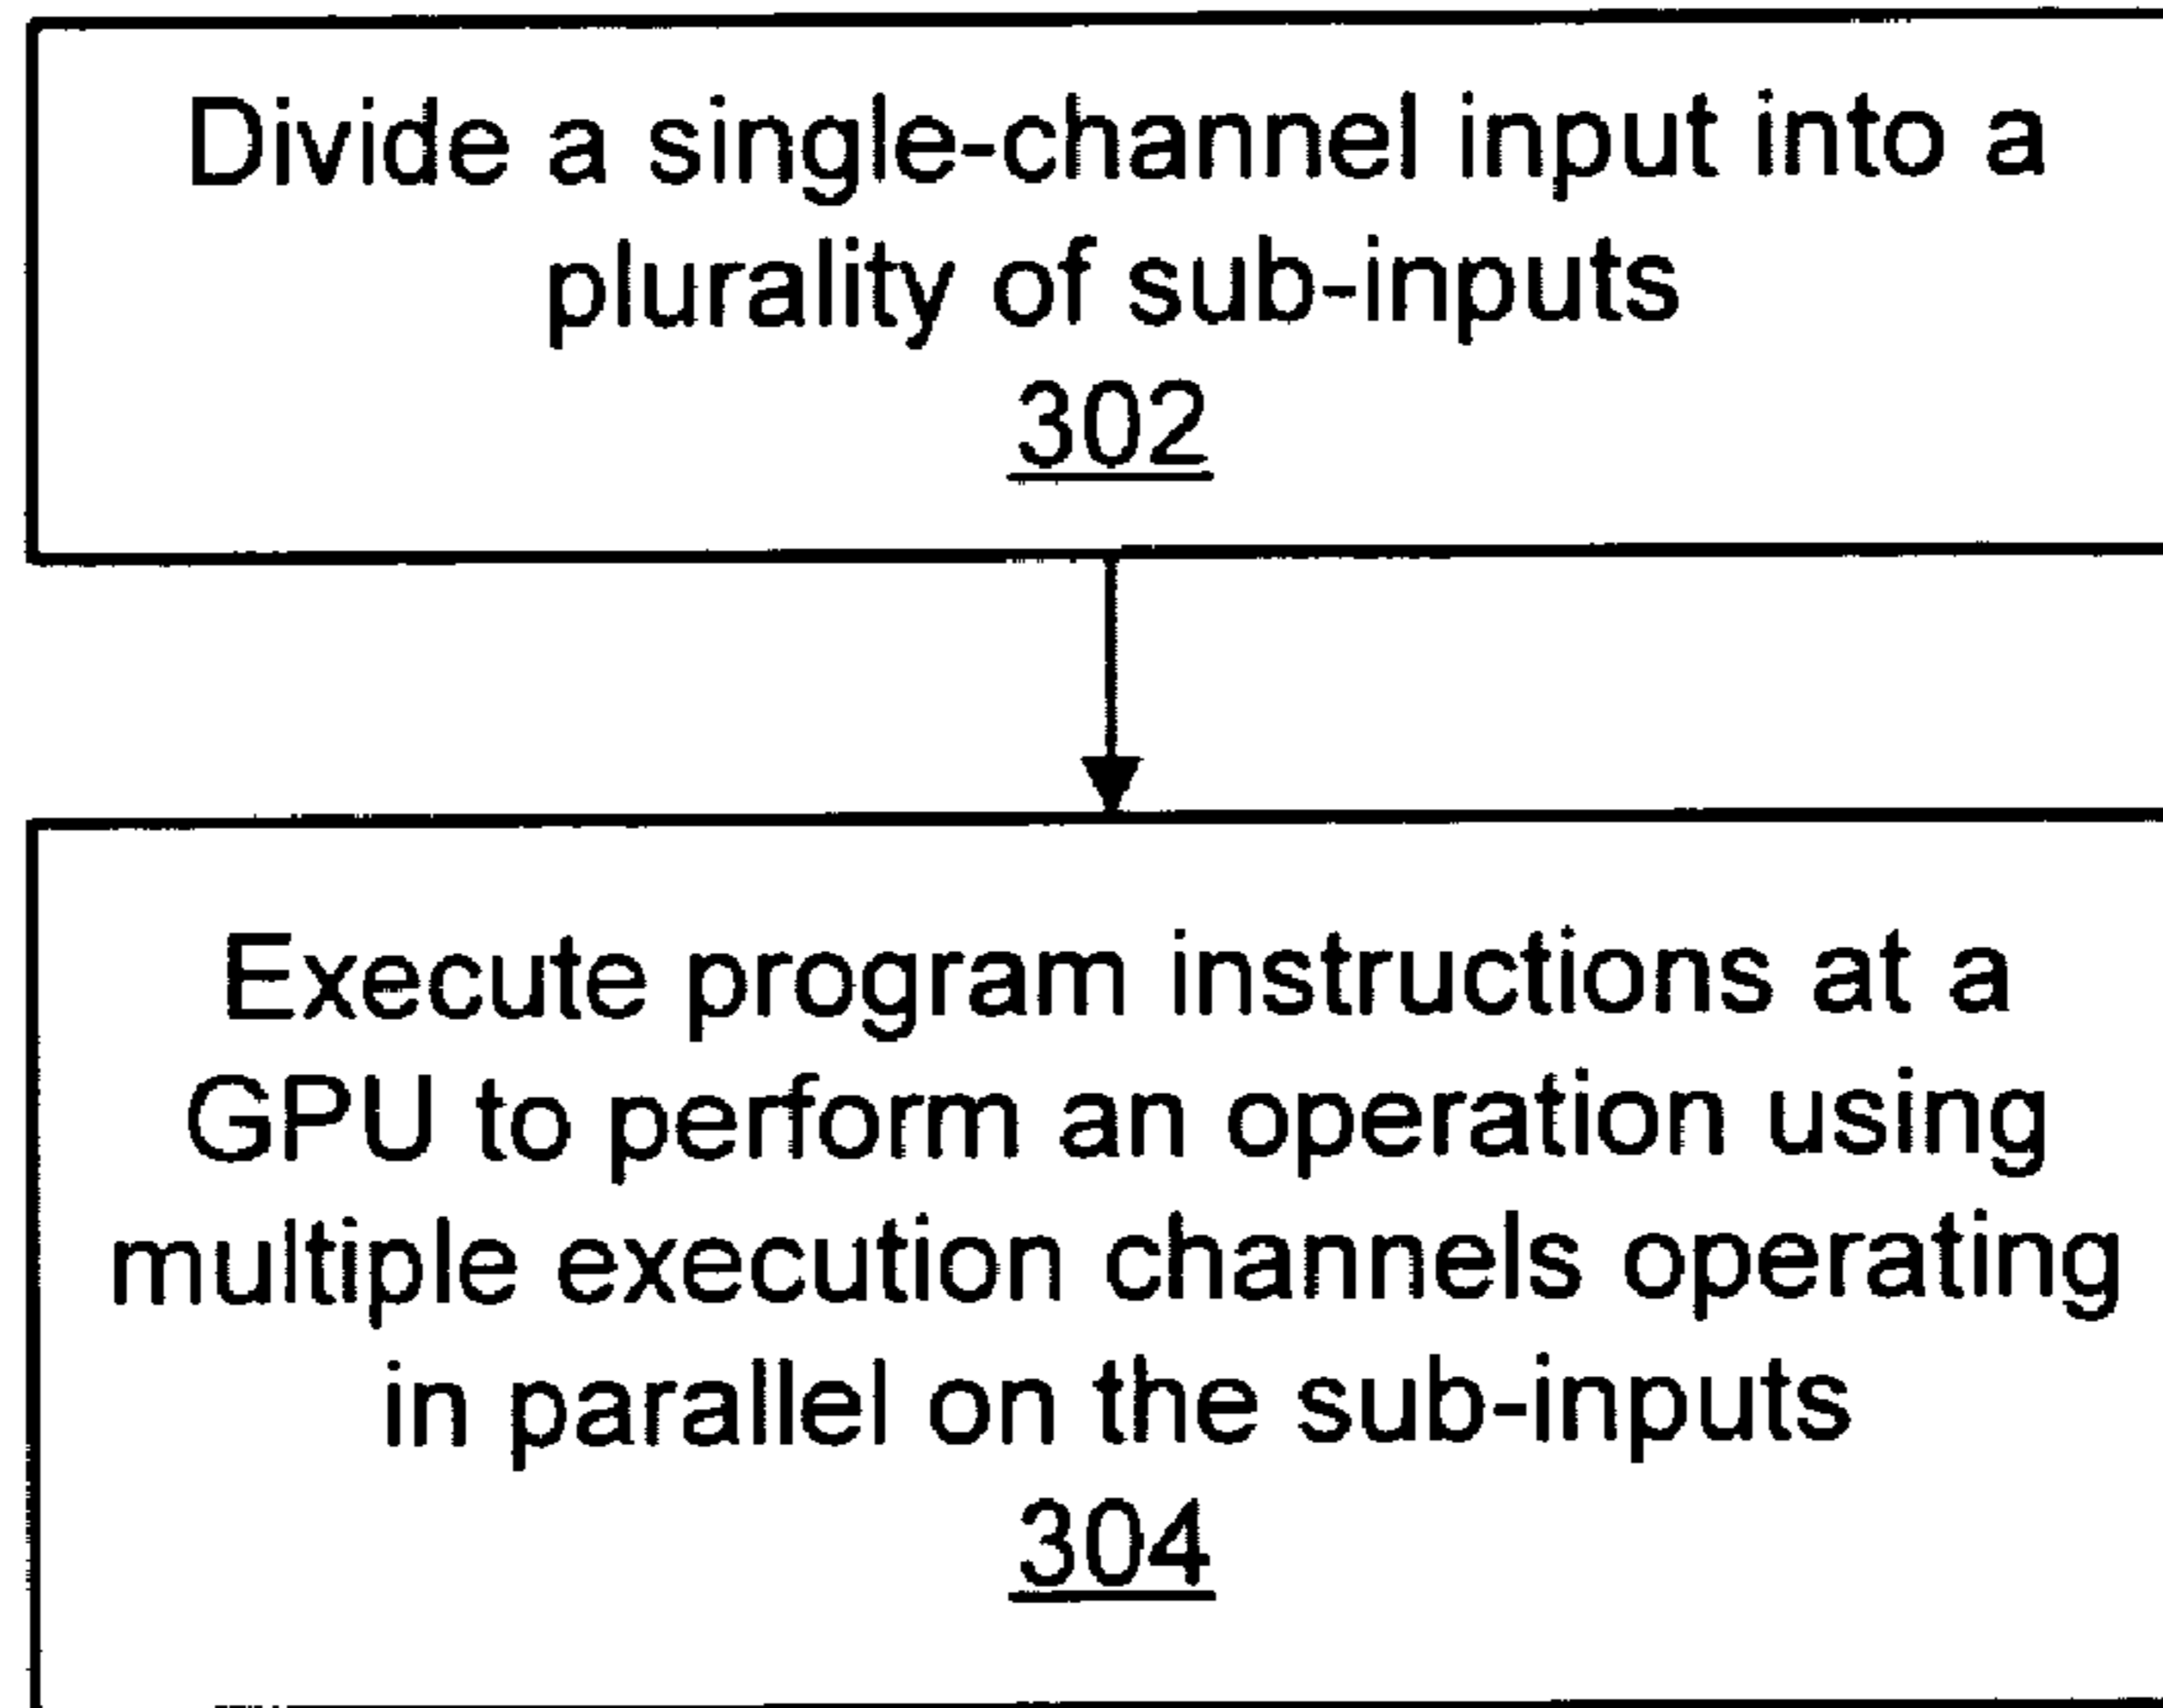 Divide a single-channel input into a
plurality of sub-inputs
302
Execute program instructions at a
GPU to perform an operation using
multiple execution channels operating
in parallel on the sub-inputs
304